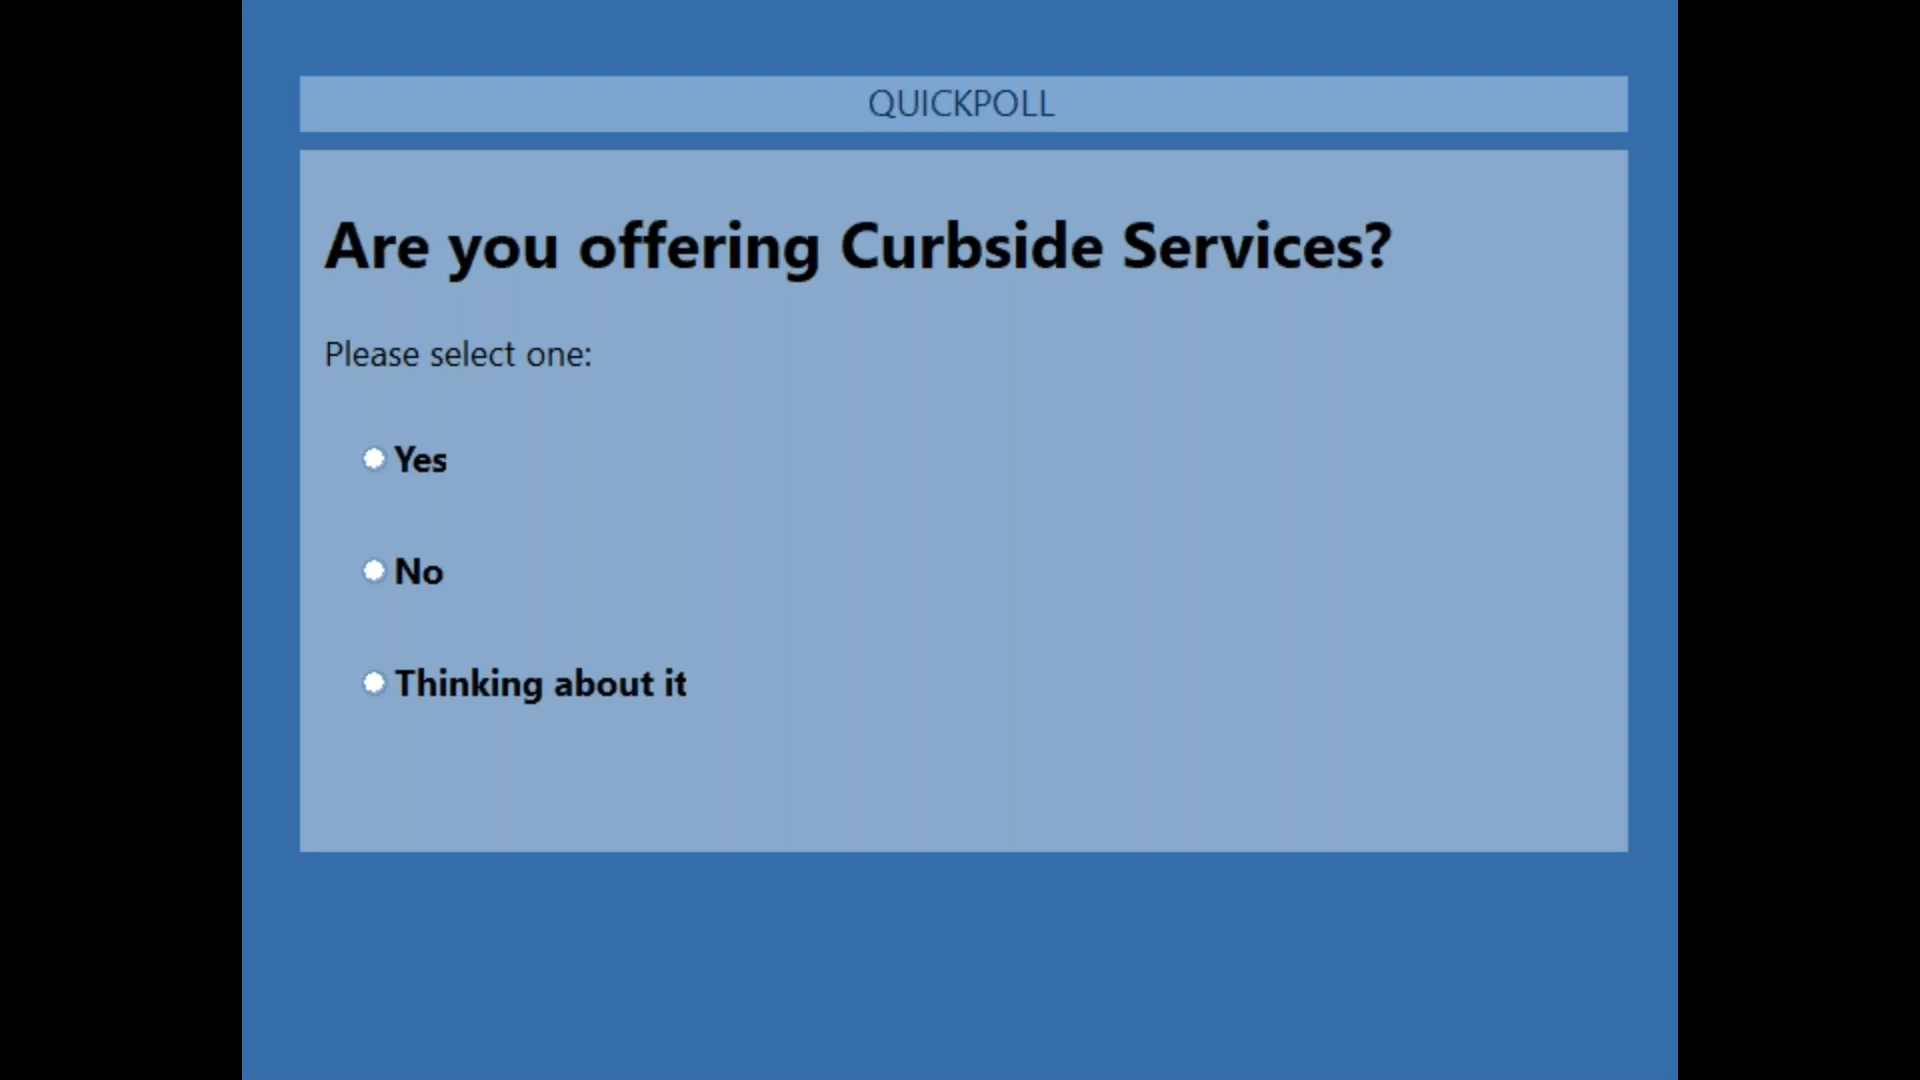 QUICKPOLL
Are you offering Curbside Services?
Please select one:
Yes
No
Thinking about it